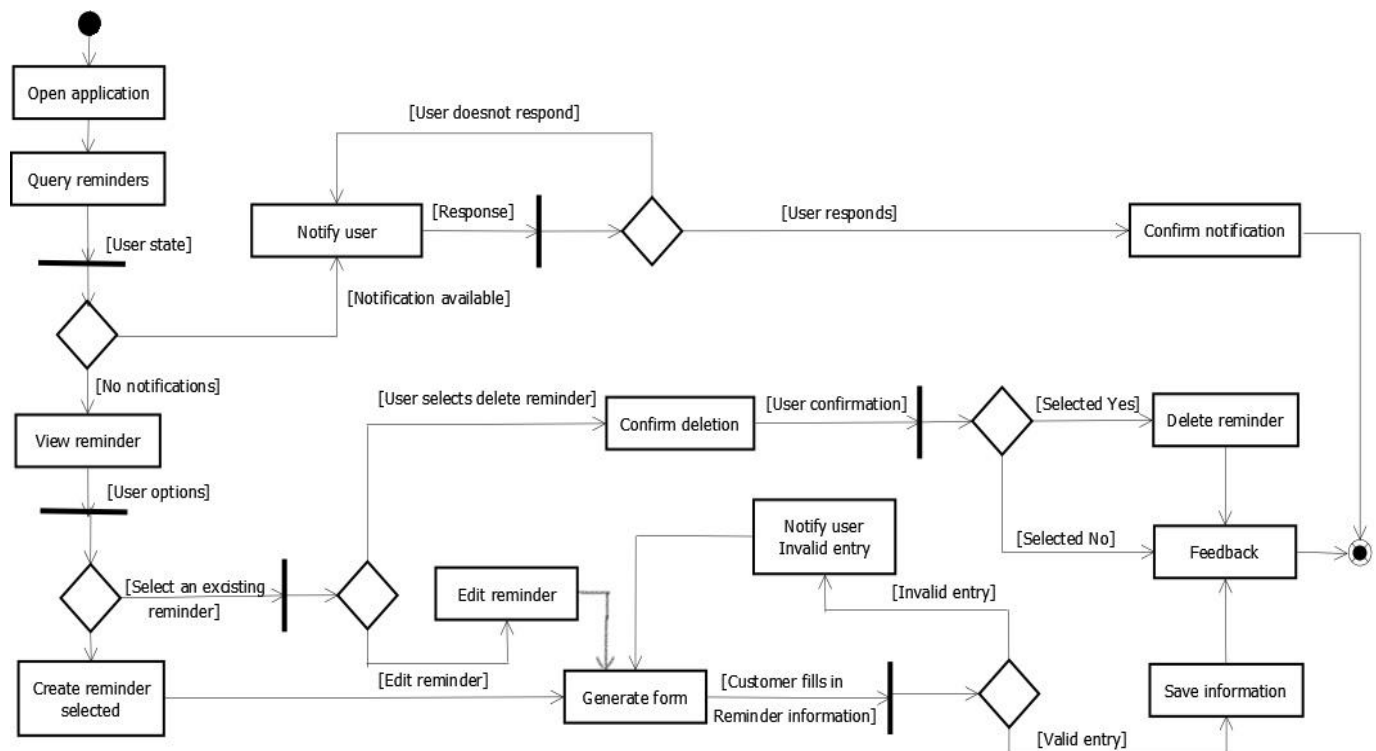 Open application
[User doesnot respond]
Query reminders
Notify user
[Response]
[User responds]
Confirm notification
[User state]
[Notification available]
[No notifications]
[User selects delete reminder]
Confirm deletion
[User confirmation]
[Selected Yes]
Delete reminder
View reminder
[User options]
Notify user
Invalid entry
[Selected No]
Feedback
[Select an excisting
reminder]
Edit reminder
[Invalid entry]
Create reminder
selected
[Edit reminder]
Generate form
[Customer fills in
Reminder information]
Save information
[Valid entry]